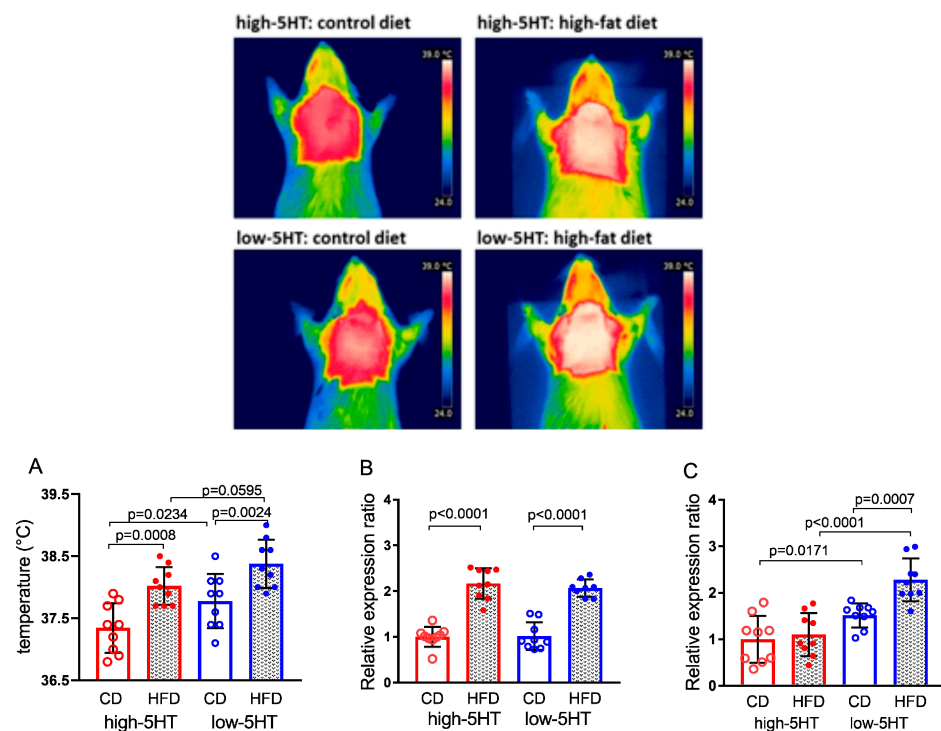 high-5HT: control diet
high-5HT: high-fat diet
39.0 °C
24.0
39.0 °C
24.0
low-5HT: control diet
low-5HT: high-fat diet
39.0 °C
24.0
39.0 °C
24.0
A
temperature (°C)
39.5
38.5
37.5
36.5
p=0.0595
p=0.0234
p=0.0024
p=0.0008
CD
HFD
CD
HFD
high-5HT
low-5HT
B
Relative expression ratio
4
3
2
1
0
p<0.0001
p<0.0001
CD
HFD
CD
HFD
high-5HT
low-5HT
C
Relative expression ratio
4
3
2
1
0
p=0.0007
p<0.0001
p=0.0171
CD
HFD
CD
HFD
high-5HT
low-5HT